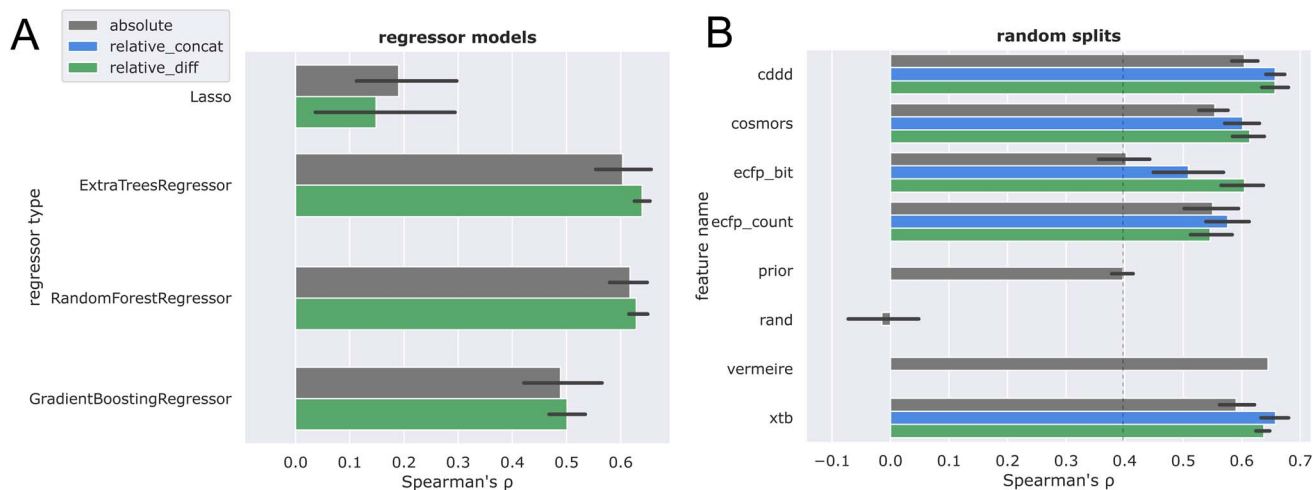 A
absolute
relative_concat
relative_diff
regressor models
regressor type
Lasso
ExtraTreesRegressor
RandomForestRegressor
GradientBoostingRegressor
0.0 0.1 0.2 0.3 0.4 0.5 0.6
Spearman's ρ
B
random splits
feature name
cddd
cosmors
ecfp_bit
ecfp_count
prior
rand
vermeire
xtb
−0.1 0.0 0.1 0.2 0.3 0.4 0.5 0.6 0.7
Spearman's ρ